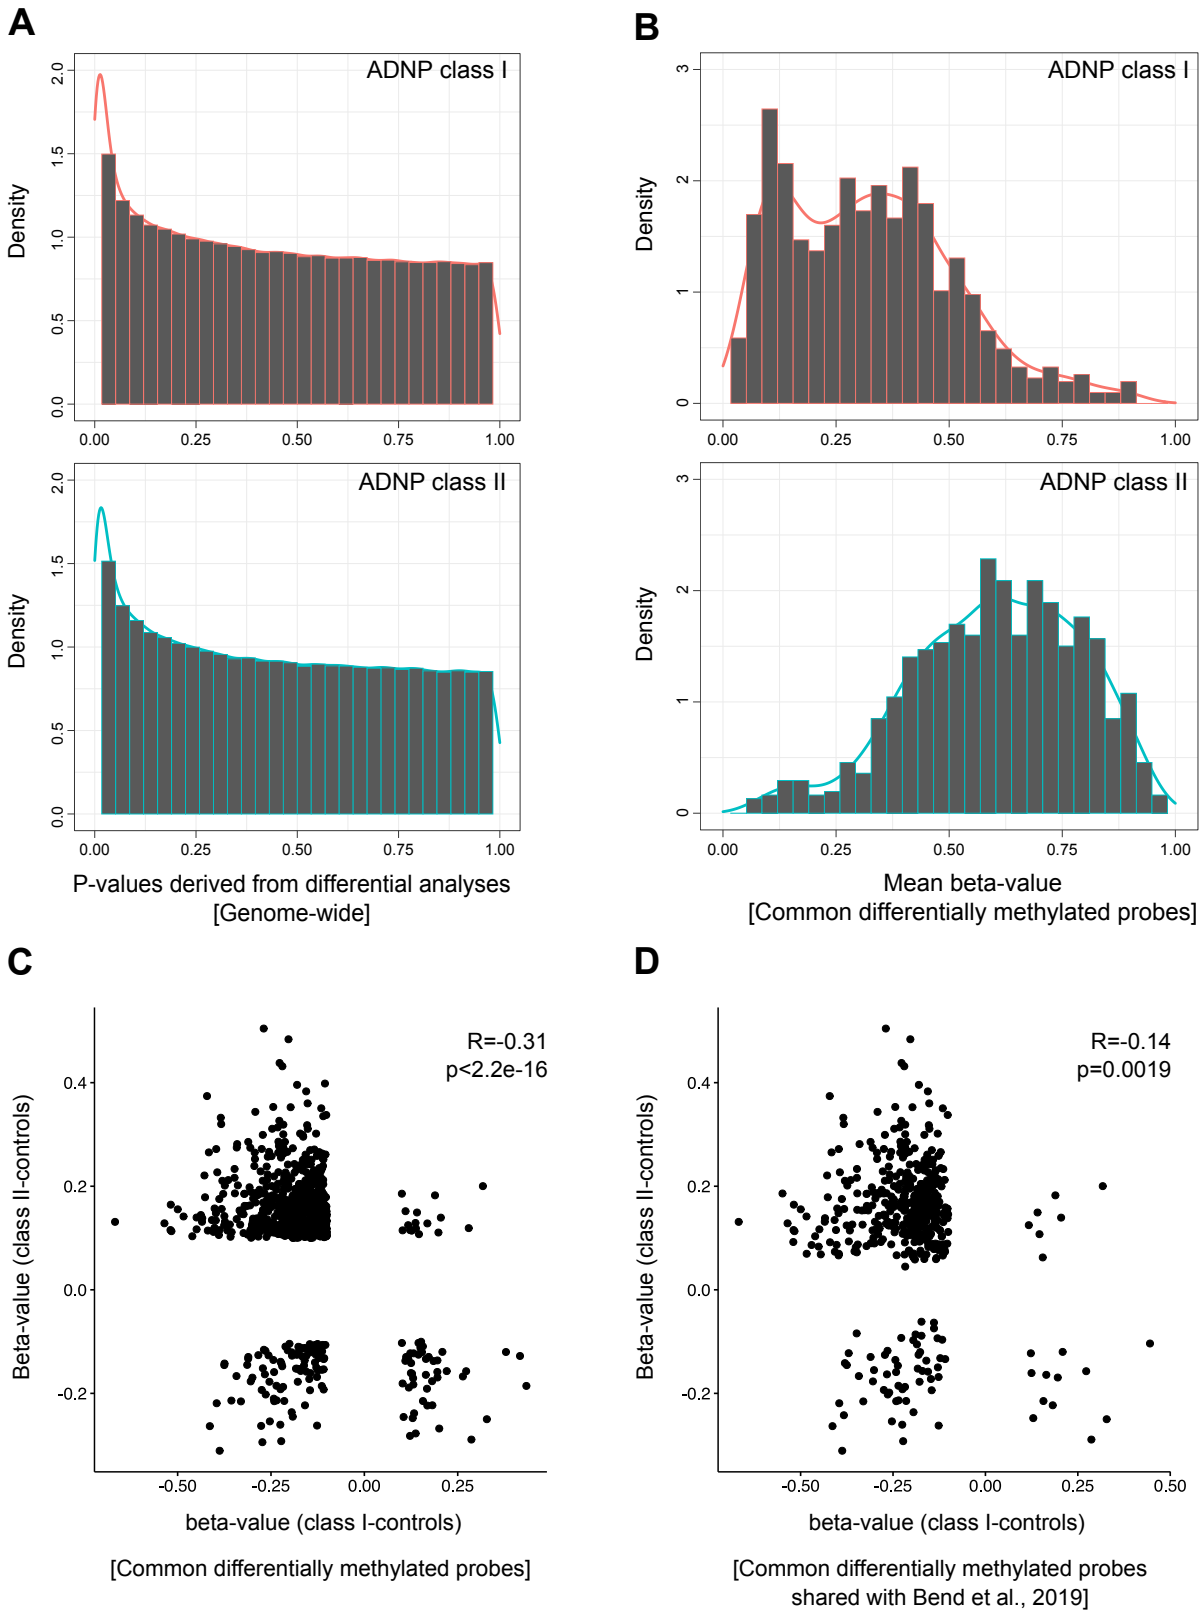 A
B
ADNP class I
Density
0.0
0.5
1.0
1.5
2.0
0.00
0.25
0.50
0.75
1.00
ADNP class II
Density
0.0
0.5
1.0
1.5
2.0
0.00
0.25
0.50
0.75
1.00
P-values derived from differential analyses
[Genome-wide]
ADNP class I
Density
0
1
2
3
0.00
0.25
0.50
0.75
1.00
ADNP class II
Density
0
1
2
3
0.00
0.25
0.50
0.75
1.00
Mean beta-value
[Common differentially methylated probes]
C
R=-0.31
p<2.2e-16
Beta-value (class II-controls)
0.4
0.2
0.0
-0.2
-0.50
-0.25
0.00
0.25
beta-value (class I-controls)
[Common differentially methylated probes]
D
R=-0.14
p=0.0019
Beta-value (class II-controls)
0.4
0.2
0.0
-0.2
-0.50
-0.25
0.00
0.25
0.50
beta-value (class I-controls)
[Common differentially methylated probes
shared with Bend et al., 2019]